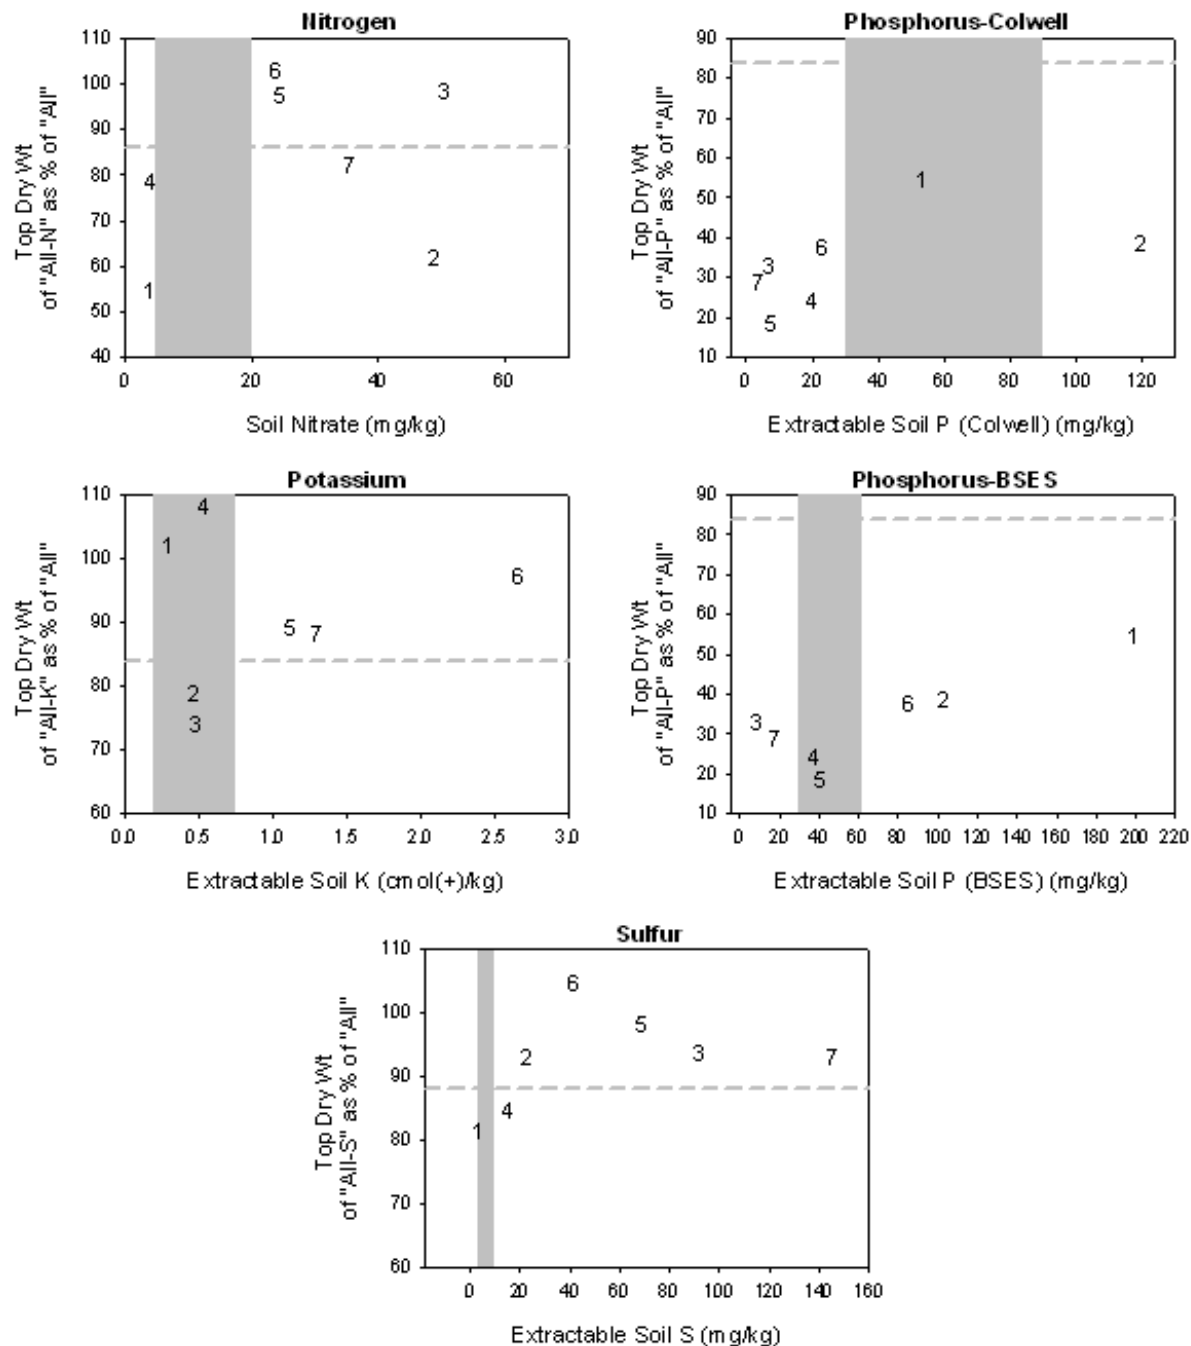 Nitrogen
110
100
90
80
70
60
50
40
Top Dry Wt
of "All-N" as % of "All"
6
5
3
7
4
2
1
0 20 40 60
Soil Nitrate (mg/kg)
Phosphorus-Colwell
90
80
70
60
50
40
30
20
10
Top Dry Wt
of "All-P" as % of "All"
1
2
6
3
7
4
5
0 20 40 60 80 100 120
Extractable Soil P (Colwell) (mg/kg)
Potassium
110
100
90
80
70
60
Top Dry Wt
of "All-K" as % of "All"
4
1
6
5
7
2
3
0.0 0.5 1.0 1.5 2.0 2.5 3.0
Extractable Soil K (cmol(+)/kg)
Phosphorus-BSES
90
80
70
60
50
40
30
20
10
Top Dry Wt
of "All-P" as % of "All"
1
2
6
3
7
4
5
0 20 40 60 80 100 120 140 160 180 200 220
Extractable Soil P (BSES) (mg/kg)
Sulfur
110
100
90
80
70
60
Top Dry Wt
of "All-S" as % of "All"
6
5
3
2
7
4
1
0 20 40 60 80 100 120 140 160
Extractable Soil S (mg/kg)